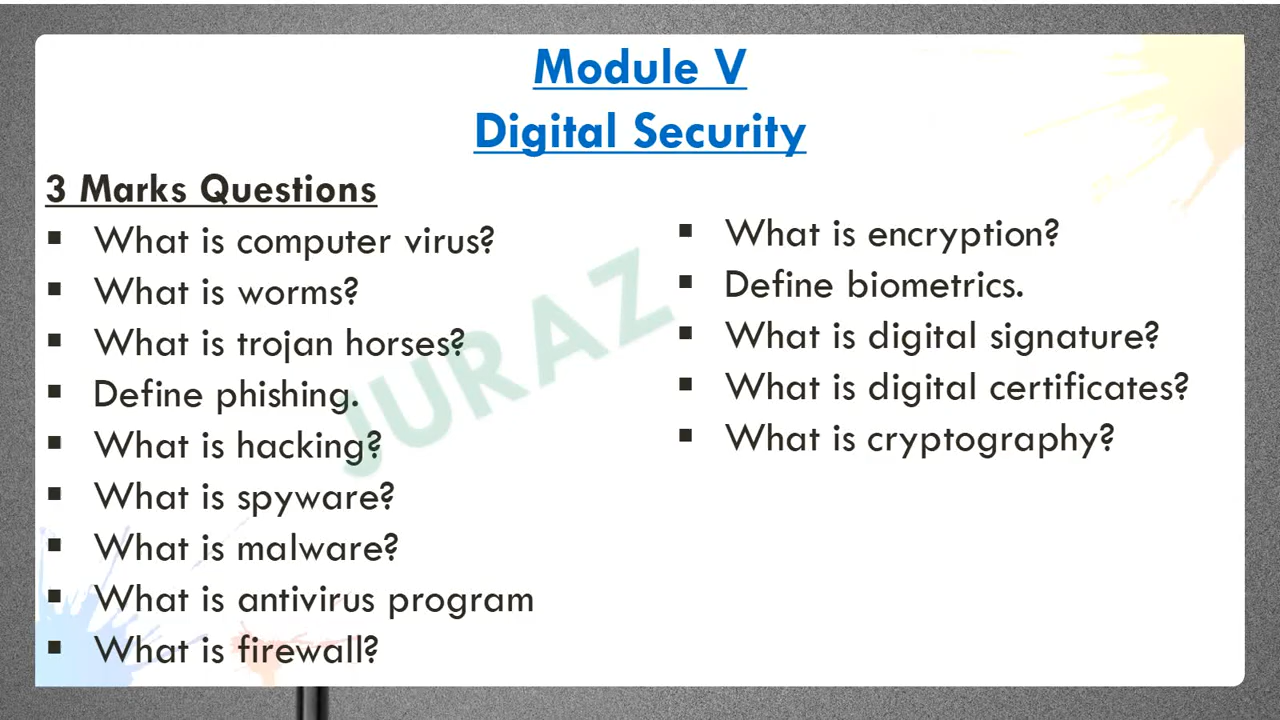 Module V
Digital Security
3 Marks Questions
▪ What is computer virus?
▪ What is worms?
▪ What is trojan horses?
▪ Define phishing.
▪ What is hacking?
▪ What is spyware?
▪ What is malware?
▪ What is antivirus program
▪ What is firewall?
▪ What is encryption?
▪ Define biometrics.
▪ What is digital signature?
▪ What is digital certificates?
▪ What is cryptography?
JURAZ